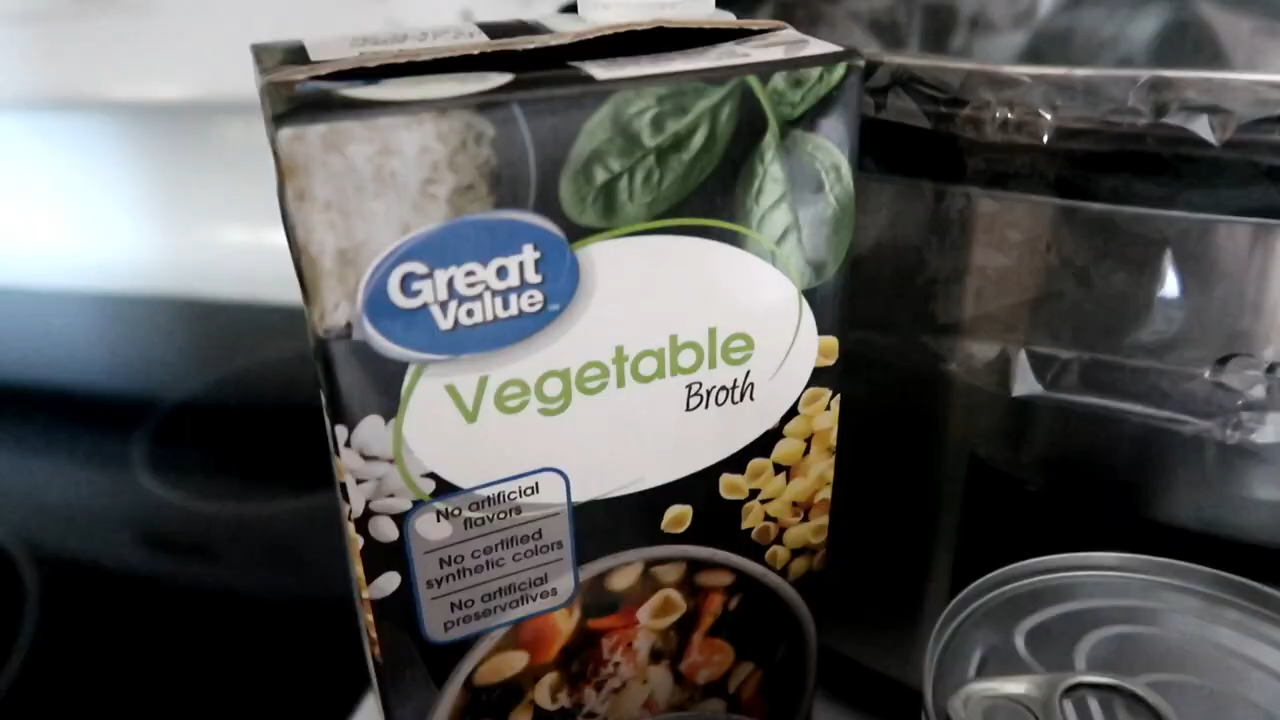 Great
Value
Vegetable
Broth
No artificial
flavors
No certified
synthetic colors
No artificial
preservatives